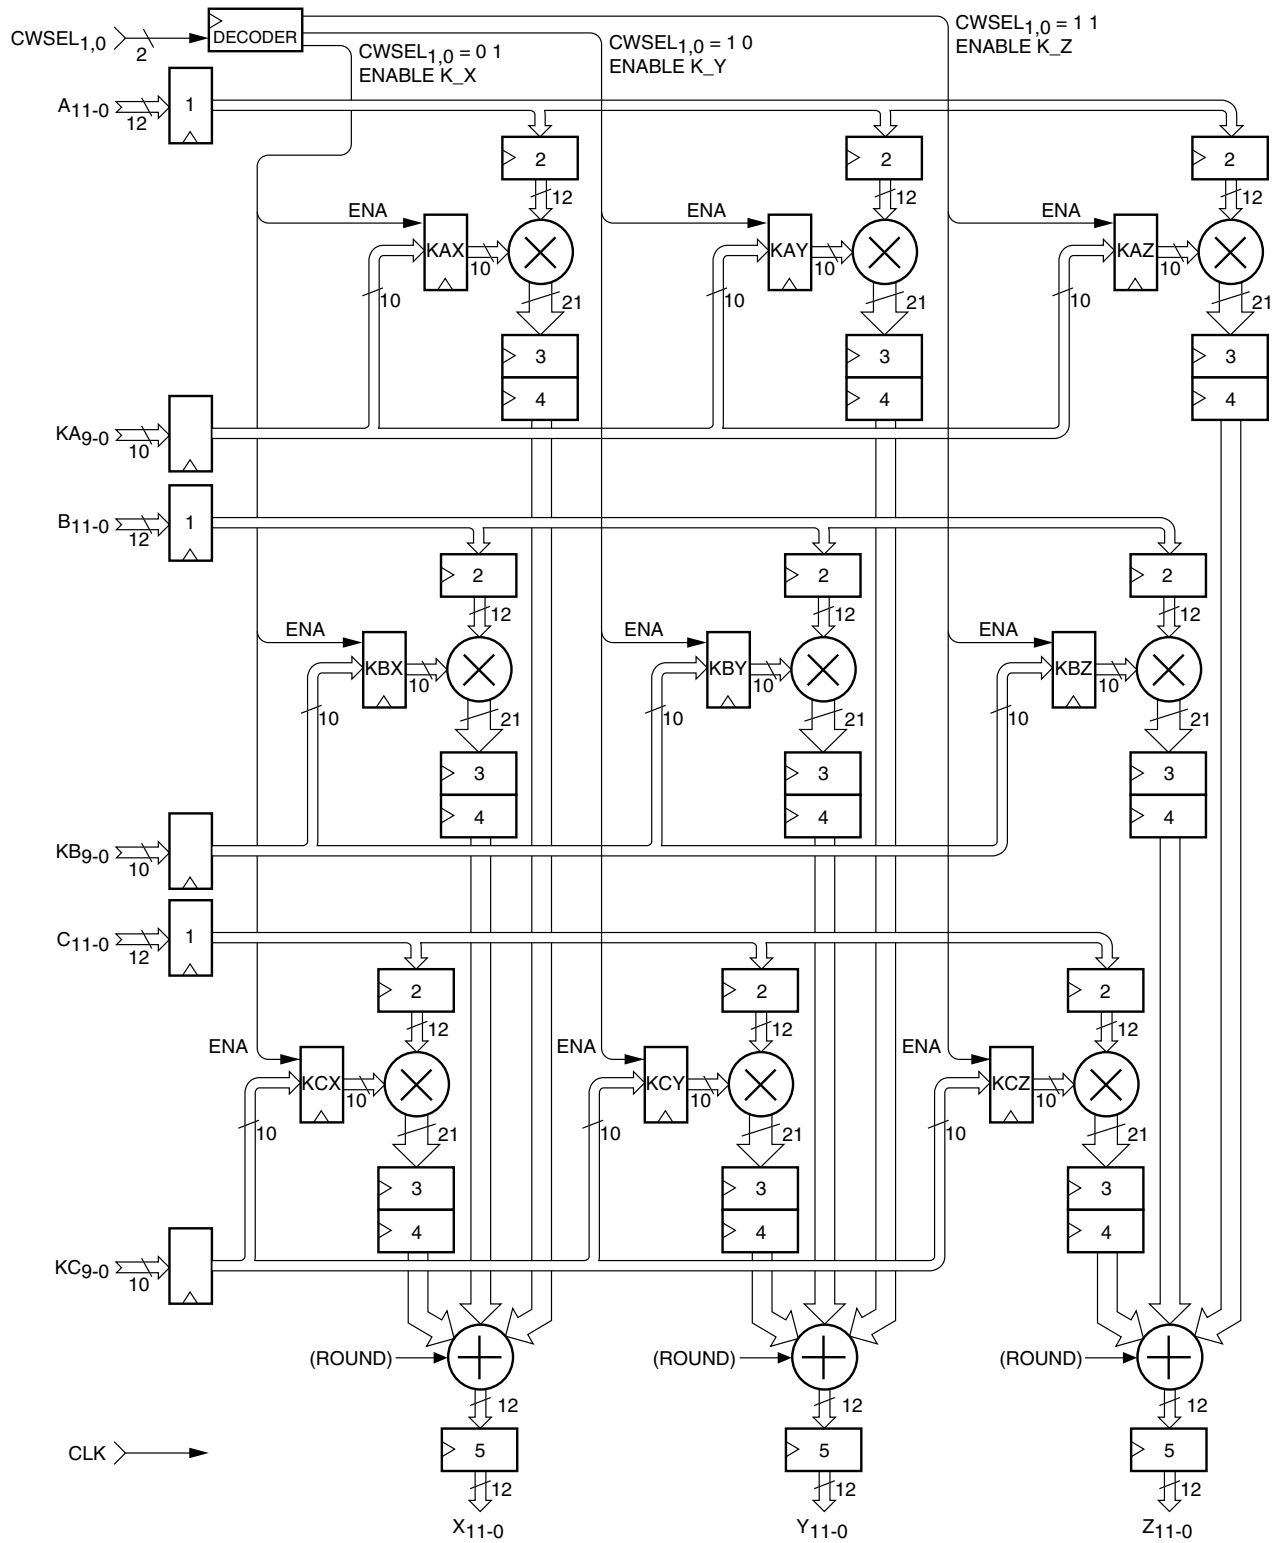 CWSEL1,0
2
DECODER
CWSEL1,0 = 0 1
ENABLE K_X
CWSEL1,0 = 1 0
ENABLE K_Y
CWSEL1,0 = 1 1
ENABLE K_Z
A11-0
12
1
2
2
2
12
12
12
ENA
ENA
ENA
KAX
10
KAY
10
KAZ
10
10
21
10
21
10
21
3
3
3
4
4
4
KA9-0
10
B11-0
12
1
2
2
2
12
12
12
ENA
ENA
ENA
KBX
10
KBY
10
KBZ
10
10
21
10
21
10
21
3
3
3
4
4
4
KB9-0
10
C11-0
12
1
2
2
2
12
12
12
ENA
ENA
ENA
KCX
10
KCY
10
KCZ
10
10
21
10
21
10
21
3
3
3
4
4
4
KC9-0
10
(ROUND)
(ROUND)
(ROUND)
12
12
12
CLK
5
5
5
12
12
12
X11-0
Y11-0
Z11-0